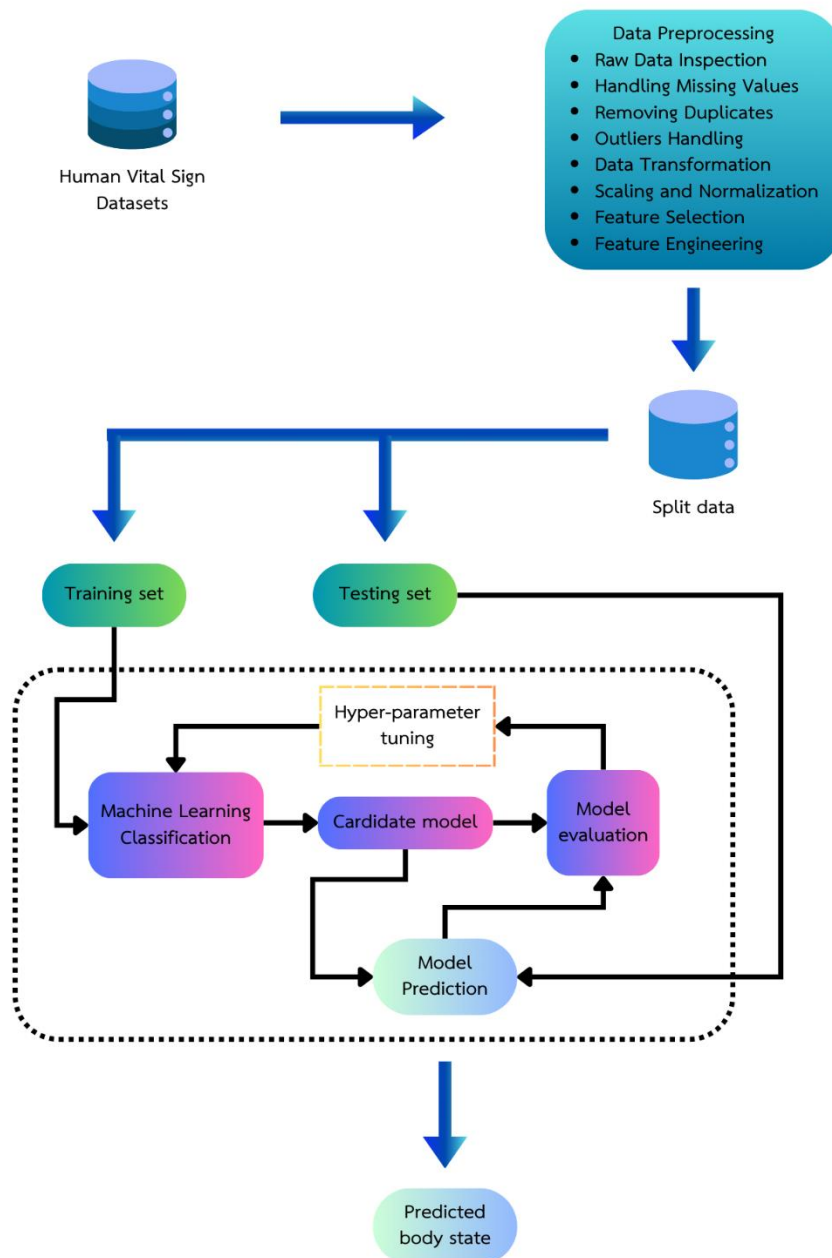 Data Preprocessing
• Raw Data Inspection
• Handling Missing Values
• Removing Duplicates
• Outliers Handling
• Data Transformation
• Scaling and Normalization
• Feature Selection
• Feature Engineering
Human Vital Sign
Datasets
Split data
Training set
Testing set
Hyper-parameter
tuning
Machine Learning
Classification
Cardidate model
Model
evaluation
Model
Prediction
Predicted
body state